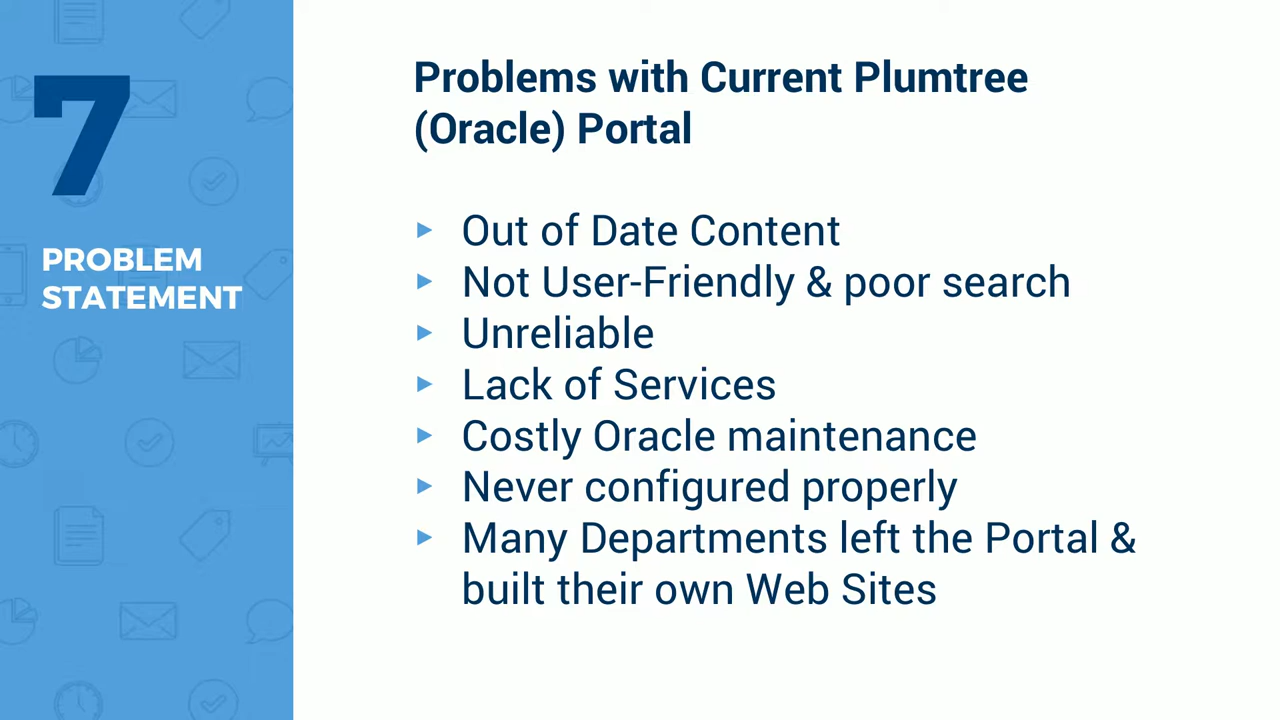 7
PROBLEM
STATEMENT
Problems with Current Plumtree
(Oracle) Portal
▸ Out of Date Content
▸ Not User-Friendly & poor search
▸ Unreliable
▸ Lack of Services
▸ Costly Oracle maintenance
▸ Never configured properly
▸ Many Departments left the Portal &
built their own Web Sites